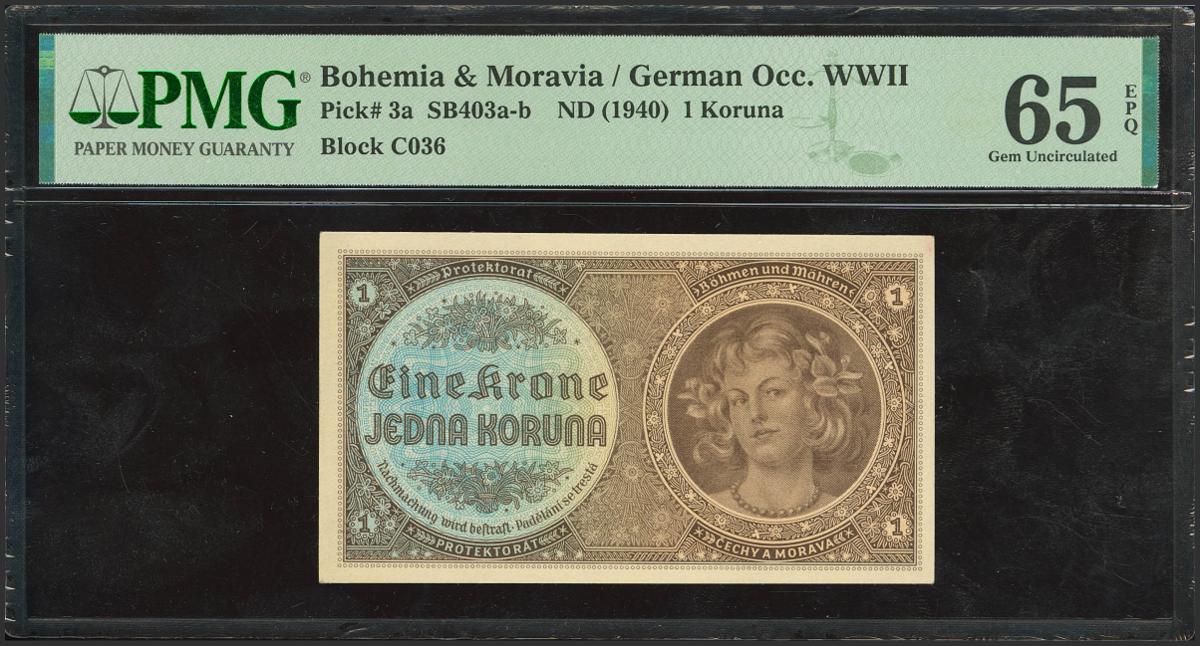 PMG®
PAPER MONEY GUARANTY
Bohemia & Moravia / German Occ. WWII
Pick# 3a SB403a-b ND (1940) 1 Koruna
Block C036
65
EPQ
Gem Uncirculated
Protektorat
Böhmen und Mähren
1
1
Eine Krone
JEDNA KORUNA
Nachmachung wird bestraft · Padělání se trestá
1
1
PROTEKTORÁT
ČECHY A MORAVA